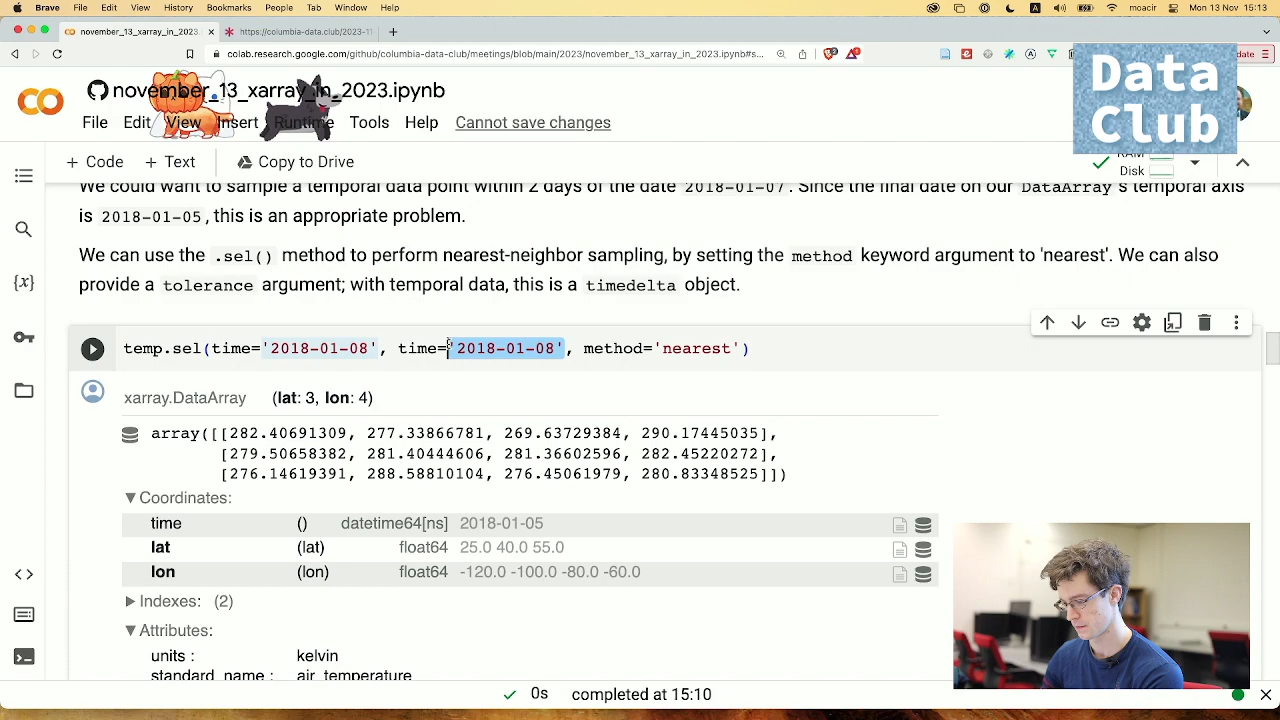 Brave File Edit View History Bookmarks People Tab Window Help
moacir Mon 13 Nov 15:13
november_13_xarray_in_2023.
https://columbia-data.club/2023-11
colab.research.google.com/github/columbia-data-club/meetings/blob/main/2023/november_13_xarray_in_2023.ipynb#s...
november_13_xarray_in_2023.ipynb
Data
Club
File Edit View Insert Runtime Tools Help Cannot save changes
+ Code + Text Copy to Drive
RAM
Disk
We could want to sample a temporal data point within 2 days of the date 2018-01-07. Since the final date on our DataArray's temporal axis
is 2018-01-05, this is an appropriate problem.
We can use the .sel() method to perform nearest-neighbor sampling, by setting the method keyword argument to 'nearest'. We can also
provide a tolerance argument; with temporal data, this is a timedelta object.
temp.sel(time='2018-01-08', time='2018-01-08', method='nearest')
xarray.DataArray (lat: 3, lon: 4)
array([[282.40691309, 277.33866781, 269.63729384, 290.17445035],
[279.50658382, 281.40444606, 281.36602596, 282.45220272],
[276.14619391, 288.58810104, 276.45061979, 280.83348525]])
▼ Coordinates:
time () datetime64[ns] 2018-01-05
lat (lat) float64 25.0 40.0 55.0
lon (lon) float64 -120.0 -100.0 -80.0 -60.0
► Indexes: (2)
▼ Attributes:
units : kelvin
standard_name : air_temperature
0s completed at 15:10